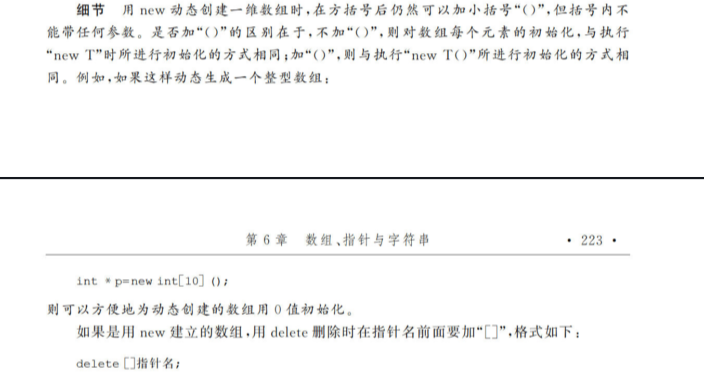 细节 用 new 动态创建一维数组时,在方括号后仍然可以加小括号“()”,但括号内不
能带任何参数。是否加“()”的区别在于,不加“()”,则对数组每个元素的初始化,与执行
“new T”时所进行初始化的方式相同;加“()”,则与执行“new T()”所进行初始化的方式相
同。例如,如果这样动态生成一个整型数组:
第 6 章 数组、指针与字符串 • 223 •
int *p=new int[10] ();
则可以方便地为动态创建的数组用 0 值初始化。
如果是用 new 建立的数组,用 delete 删除时在指针名前面要加“[]”,格式如下:
delete []指针名;